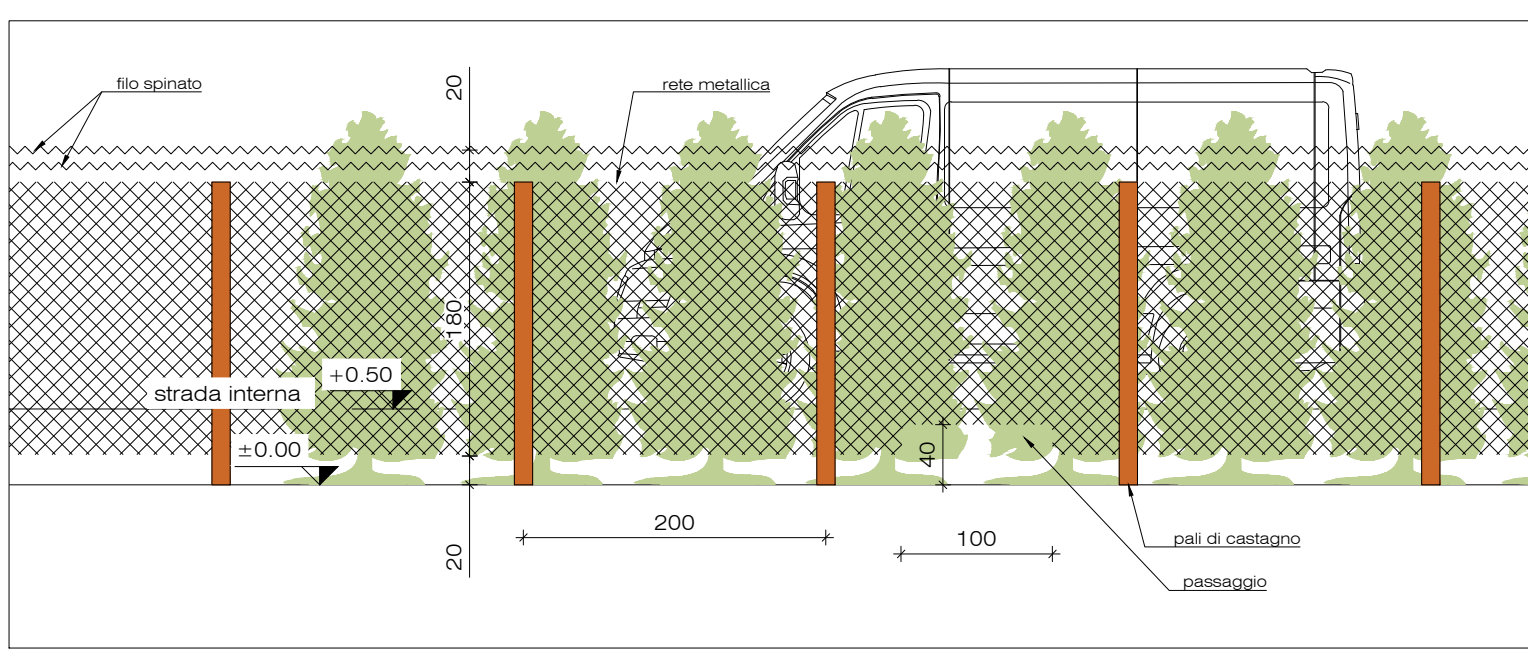 filo spinato
20
rete metallica
180
+0.50
strada interna
±0.00
40
200
100
pali di castagno
20
passaggio